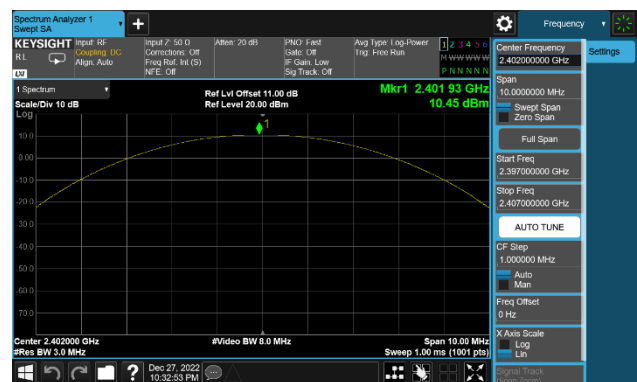 Spectrum Analyzer 1
Swept SA
+
Frequency
KEYSIGHT
R L
LXI
Input: RF
Coupling: DC
Align: Auto
Input Z: 50 Ω
Corrections: Off
Freq Ref: Int (S)
NFE: Off
Atten: 20 dB
PNO: Fast
Gate: Off
IF Gain: Low
Sig Track: Off
Avg Type: Log-Power
Trig: Free Run
1 2 3 4 5 6
M W W W W W
P N N N N N
1 Spectrum
Scale/Div 10 dB
Log
Ref Lvl Offset 11.00 dB
Ref Level 20.00 dBm
Mkr1 2.401 93 GHz
10.45 dBm
1
10.0
0.00
-10.0
-20.0
-30.0
-40.0
-50.0
-60.0
-70.0
Center 2.402000 GHz
#Res BW 3.0 MHz
#Video BW 8.0 MHz
Span 10.00 MHz
Sweep 1.00 ms (1001 pts)
?
Dec 27, 2022
10:32:53 PM
Center Frequency
2.402000000 GHz
Span
10.0000000 MHz
Swept Span
Zero Span
Full Span
Start Freq
2.397000000 GHz
Stop Freq
2.407000000 GHz
AUTO TUNE
CF Step
1.000000 MHz
Auto
Man
Freq Offset
0 Hz
X Axis Scale
Log
Lin
Signal Track
(Span Zoom)
Settings